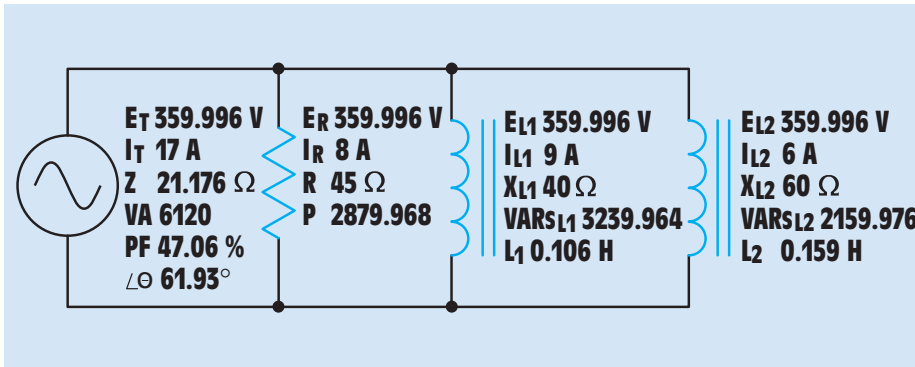 ET 359.996 V
IT 17 A
Z 21.176 Ω
VA 6120
PF 47.06 %
∠Θ 61.93°
ER 359.996 V
IR 8 A
R 45 Ω
P 2879.968
EL1 359.996 V
IL1 9 A
XL1 40 Ω
VARSL1 3239.964
L1 0.106 H
EL2 359.996 V
IL2 6 A
XL2 60 Ω
VARSL2 2159.976
L2 0.159 H